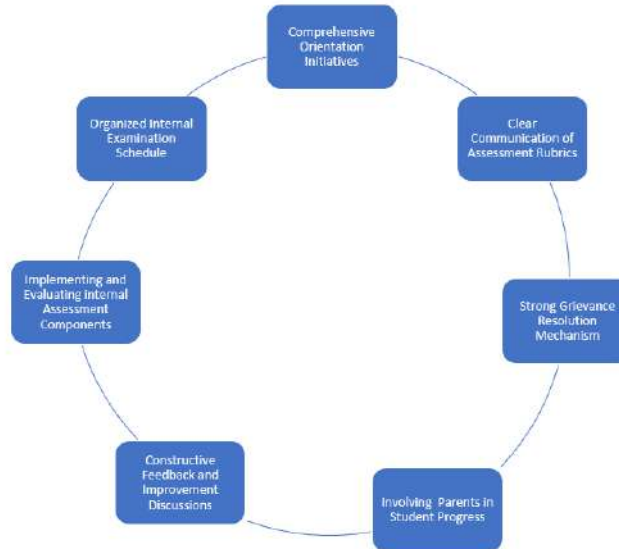 Comprehensive
Orientation
Initiatives
Clear
Communication of
Assessment Rubrics
Strong Grievance
Resolution
Mechanism
Involving Parents in
Student Progress
Constructive
Feedback and
Improvement
Discussions
Implementing and
Evaluating Internal
Assessment
Components
Organized Internal
Examination
Schedule